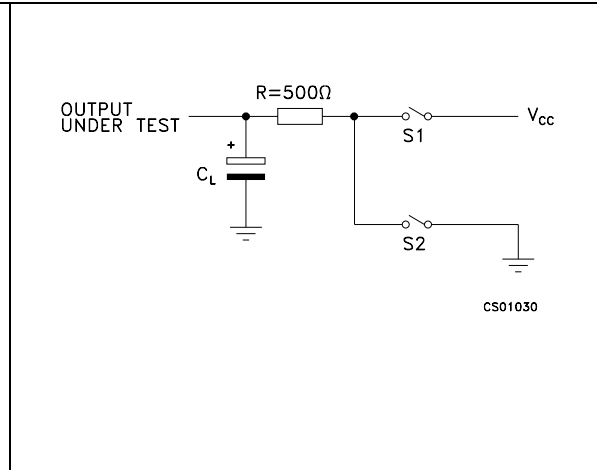 R=500Ω
OUTPUT
UNDER TEST
VCC
S1
+
CL
S2
CS01030